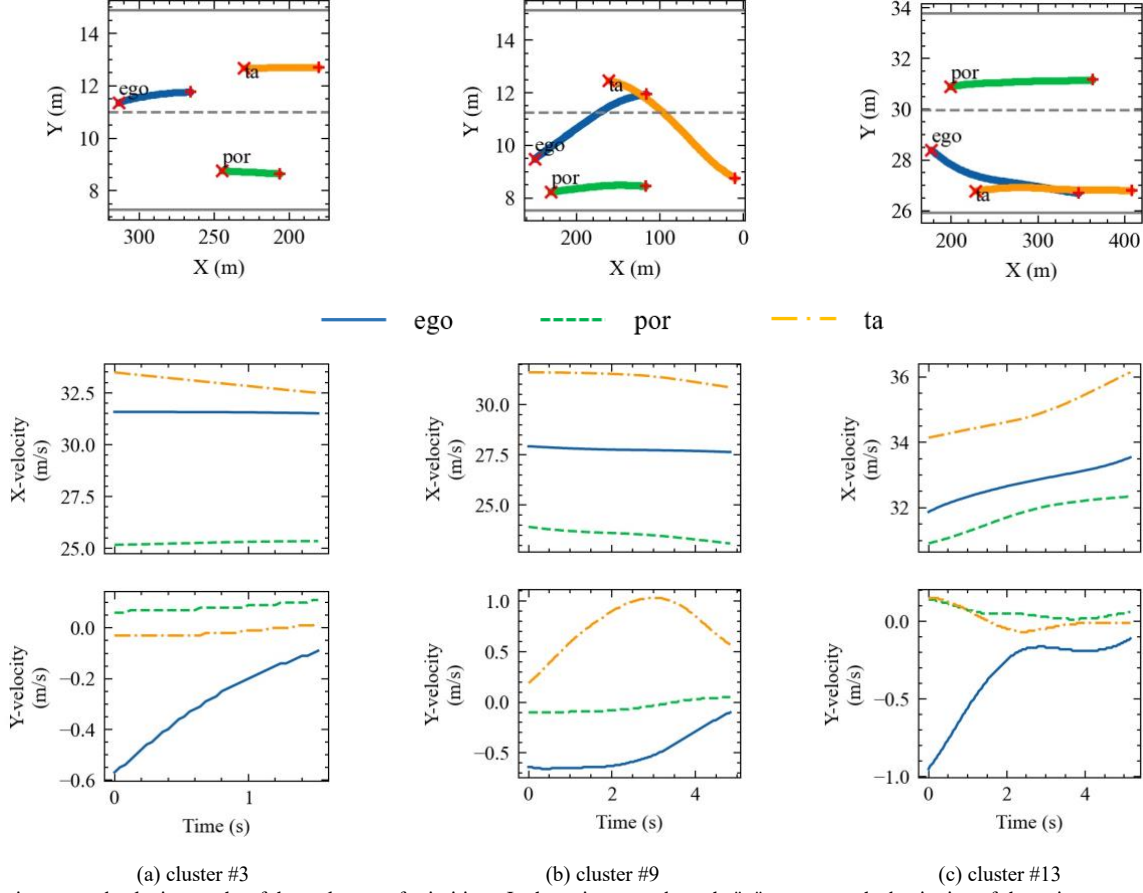 14
12
10
8
Y (m)
ego
ta
por
300
250
200
X (m)
14
12
10
8
Y (m)
ta
ego
por
200
100
0
X (m)
34
32
30
28
26
Y (m)
por
ego
ta
200
300
400
X (m)
ego
por
ta
32.5
30.0
27.5
25.0
X-velocity
(m/s)
30.0
27.5
25.0
X-velocity
(m/s)
36
34
32
X-velocity
(m/s)
0.0
−0.2
−0.4
−0.6
Y-velocity
(m/s)
0
1
Time (s)
1.0
0.5
0.0
−0.5
Y-velocity
(m/s)
0
2
4
Time (s)
0.0
−0.5
−1.0
Y-velocity
(m/s)
0
2
4
Time (s)
(a) cluster #3
(b) cluster #9
(c) cluster #13